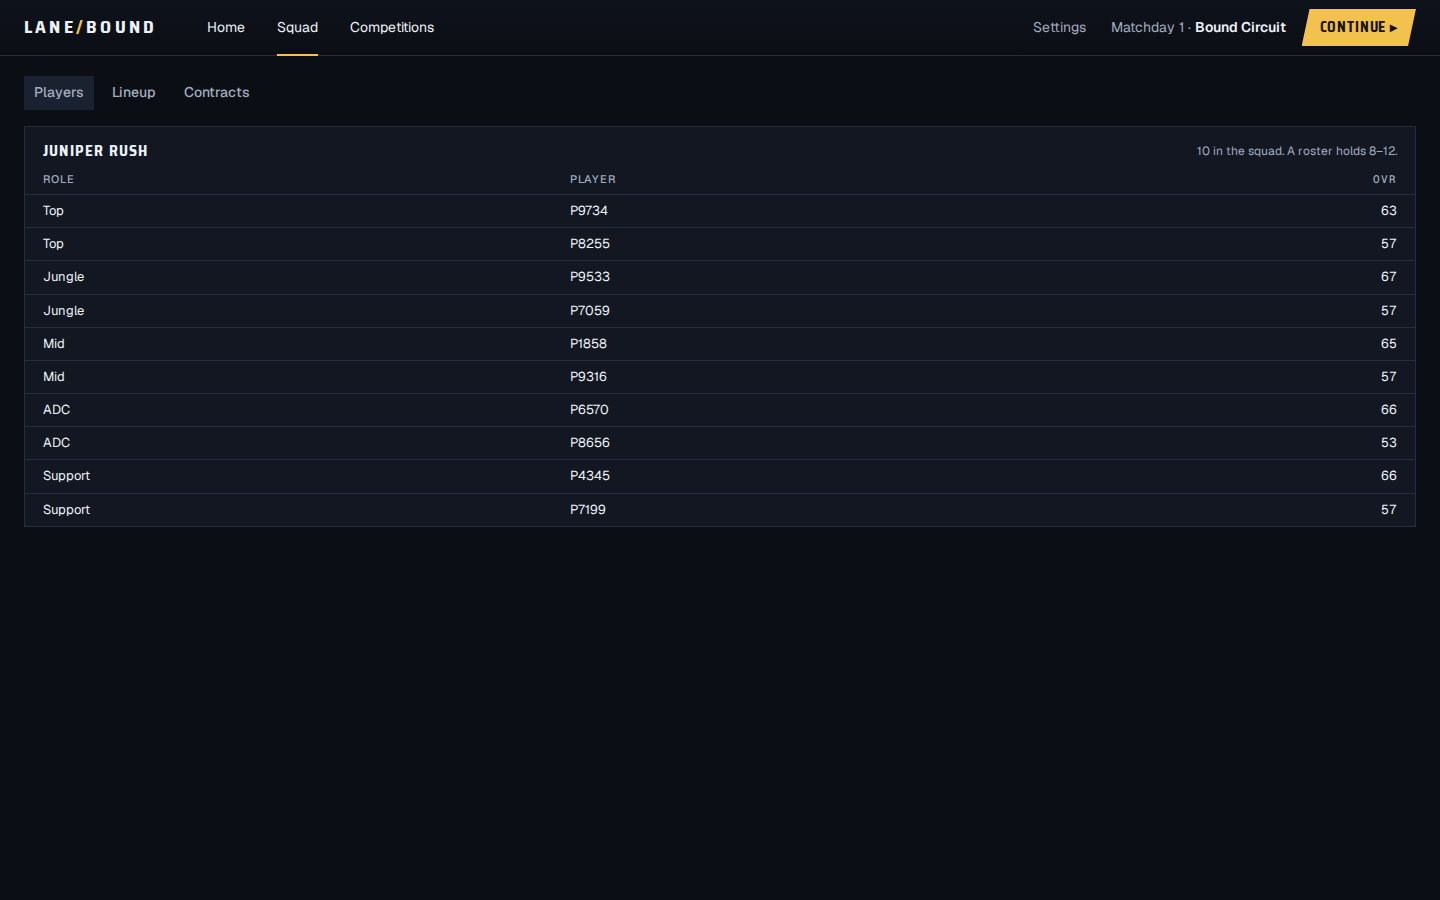 LANE/BOUND Home Squad Competitions Settings Matchday 1 · Bound Circuit CONTINUE ▸
Players Lineup Contracts
JUNIPER RUSH 10 in the squad. A roster holds 8–12.
ROLE PLAYER OVR
Top P9734 63
Top P8255 57
Jungle P9533 67
Jungle P7059 57
Mid P1858 65
Mid P9316 57
ADC P6570 66
ADC P8656 53
Support P4345 66
Support P7199 57